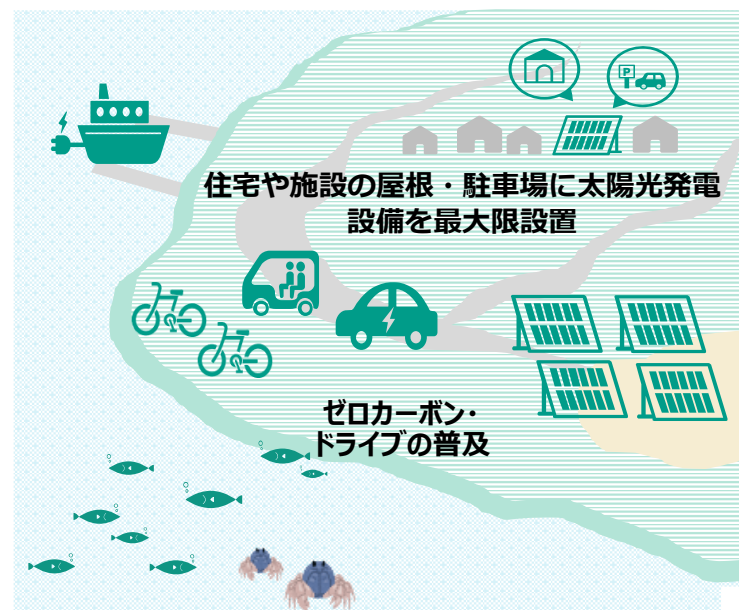 P
住宅や施設の屋根・駐車場に太陽光発電
設備を最大限設置
ゼロカーボン・
ドライブの普及